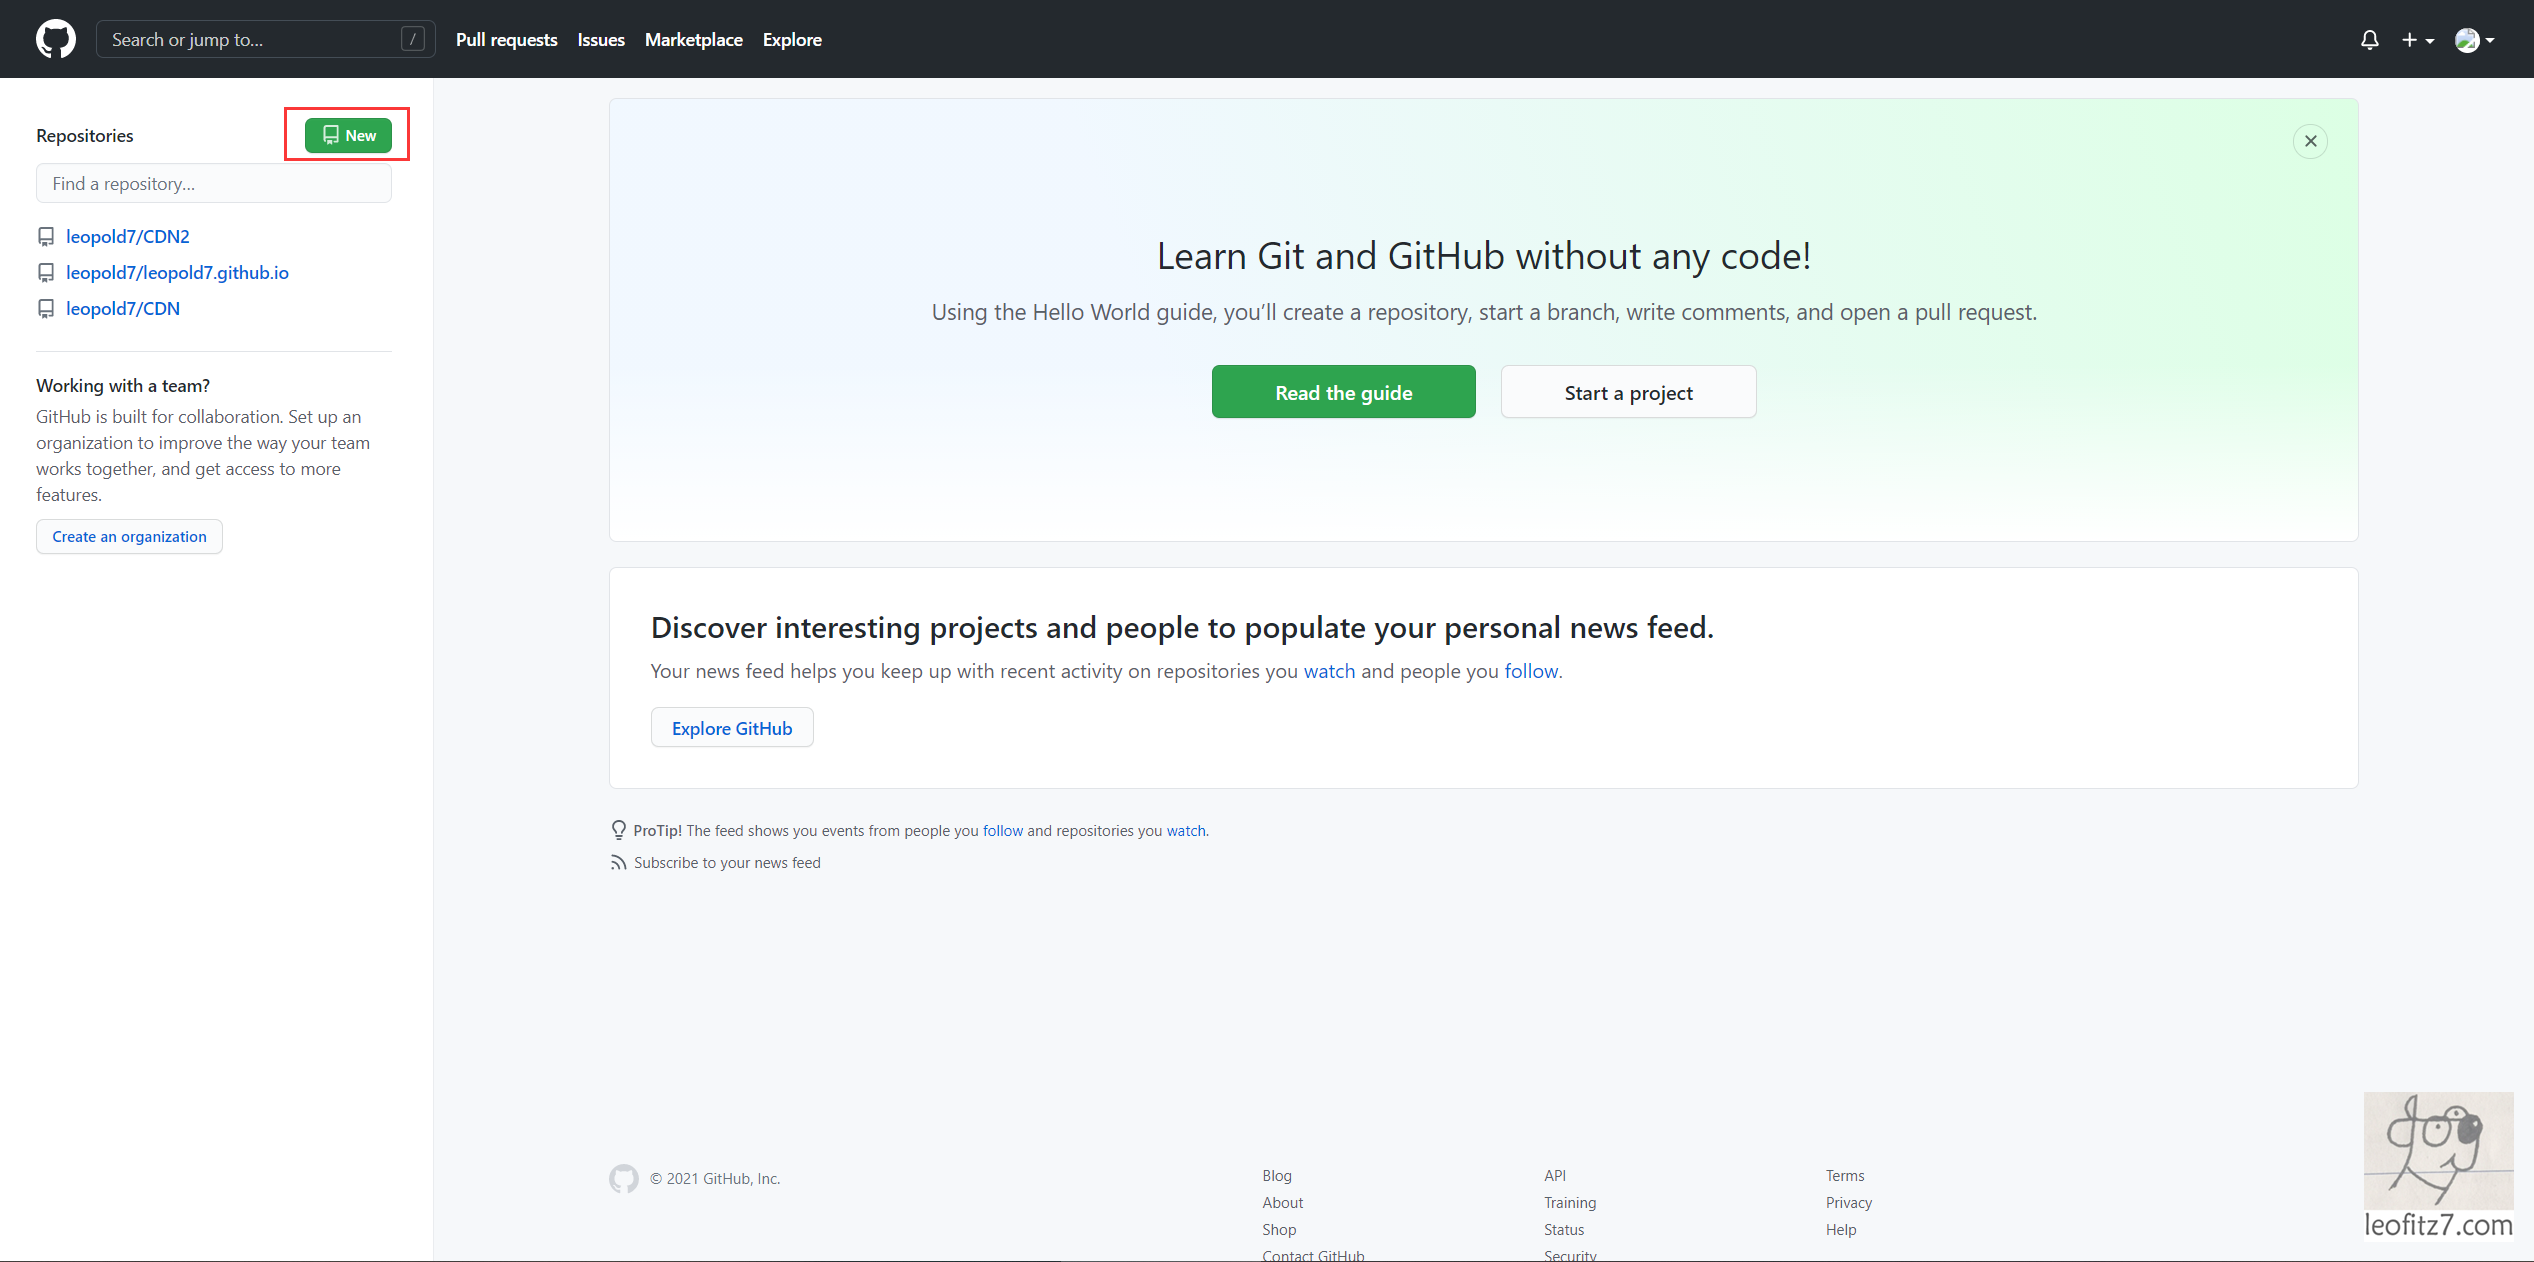 Search or jump to...
/
Pull requests
Issues
Marketplace
Explore
Repositories
New
Find a repository...
leopold7/CDN2
leopold7/leopold7.github.io
leopold7/CDN
Working with a team?
GitHub is built for collaboration. Set up an
organization to improve the way your team
works together, and get access to more
features.
Create an organization
Learn Git and GitHub without any code!
Using the Hello World guide, you’ll create a repository, start a branch, write comments, and open a pull request.
Read the guide
Start a project
Discover interesting projects and people to populate your personal news feed.
Your news feed helps you keep up with recent activity on repositories you watch and people you follow.
Explore GitHub
ProTip! The feed shows you events from people you follow and repositories you watch.
Subscribe to your news feed
© 2021 GitHub, Inc.
Blog
About
Shop
Contact GitHub
API
Training
Status
Security
Terms
Privacy
Help
dog
leofitz7.com